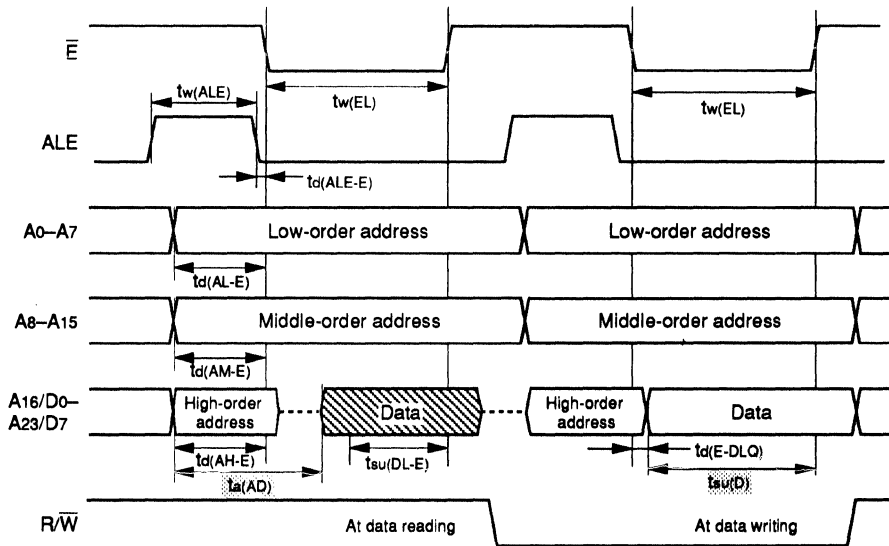 E
tw(ALE)
tw(EL)
tw(EL)
ALE
td(ALE-E)
A0–A7
Low-order address
Low-order address
td(AL-E)
A8–A15
Middle-order address
Middle-order address
td(AM-E)
A16/D0–
A23/D7
High-order
address
Data
High-order
address
Data
td(AH-E)
tsu(DL-E)
td(E-DLQ)
ta(AD)
tsu(D)
R/W
At data reading
At data writing